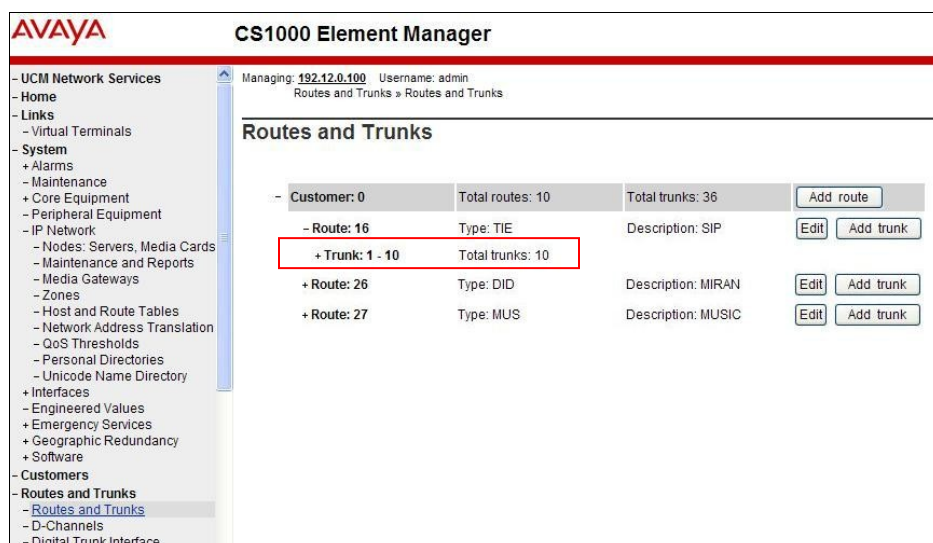 AVAYA
CS1000 Element Manager
- UCM Network Services
- Home
- Links
- Virtual Terminals
- System
+ Alarms
- Maintenance
+ Core Equipment
- Peripheral Equipment
- IP Network
- Nodes: Servers, Media Cards
- Maintenance and Reports
- Media Gateways
- Zones
- Host and Route Tables
- Network Address Translation
- QoS Thresholds
- Personal Directories
- Unicode Name Directory
+ Interfaces
- Engineered Values
+ Emergency Services
+ Geographic Redundancy
+ Software
- Customers
- Routes and Trunks
- Routes and Trunks
- D-Channels
- Digital Trunk Interface
Managing: 192.12.0.100 Username: admin
Routes and Trunks » Routes and Trunks
Routes and Trunks
- Customer: 0 Total routes: 10 Total trunks: 36 Add route
- Route: 16 Type: TIE Description: SIP Edit Add trunk
+ Trunk: 1 - 10 Total trunks: 10
+ Route: 26 Type: DID Description: MIRAN Edit Add trunk
+ Route: 27 Type: MUS Description: MUSIC Edit Add trunk